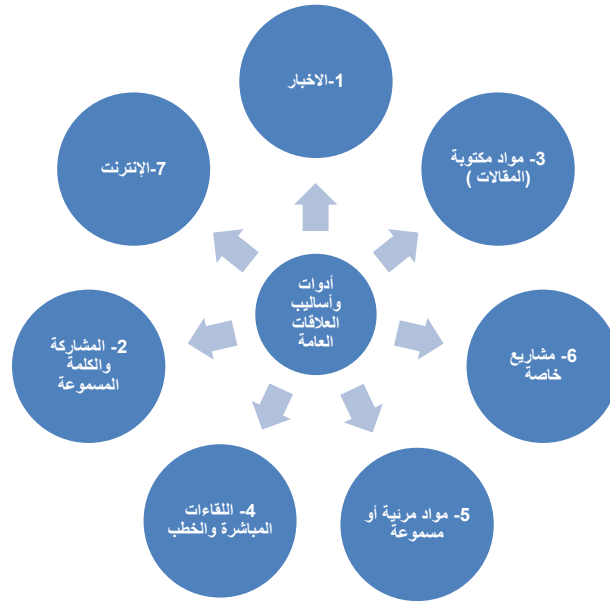 1-الاخبار
3- مواد مكتوبة
(المقالات )
6- مشاريع
خاصة
5- مواد مرئية أو
مسموعة
4- اللقاءات
المباشرة والخطب
2- المشاركة
والكلمة
المسموعة
7-الإنترنت
أدوات
وأساليب
العلاقات
العامة